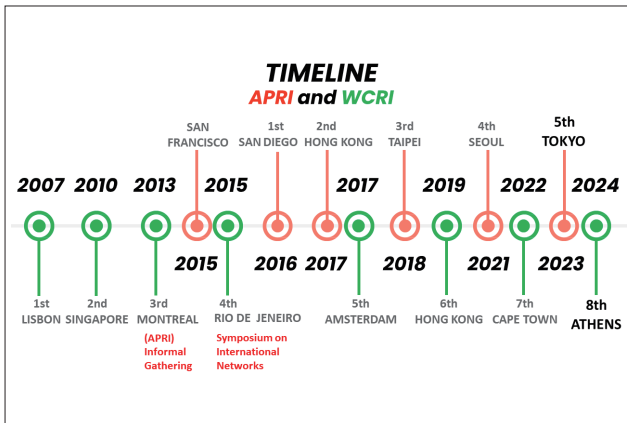 TIMELINE
APRI and WCRI
SAN
FRANCISCO
1st
SAN DIEGO
2nd
HONG KONG
3rd
TAIPEI
4th
SEOUL
5th
TOKYO
2007
2010
2013
2015
2017
2019
2022
2024
2015
2016
2017
2018
2021
2023
1st
LISBON
2nd
SINGAPORE
3rd
MONTREAL
(APRI)
Informal
Gathering
4th
RIO DE JENEIRO
Symposium on
International
Networks
5th
AMSTERDAM
6th
HONG KONG
7th
CAPE TOWN
8th
ATHENS